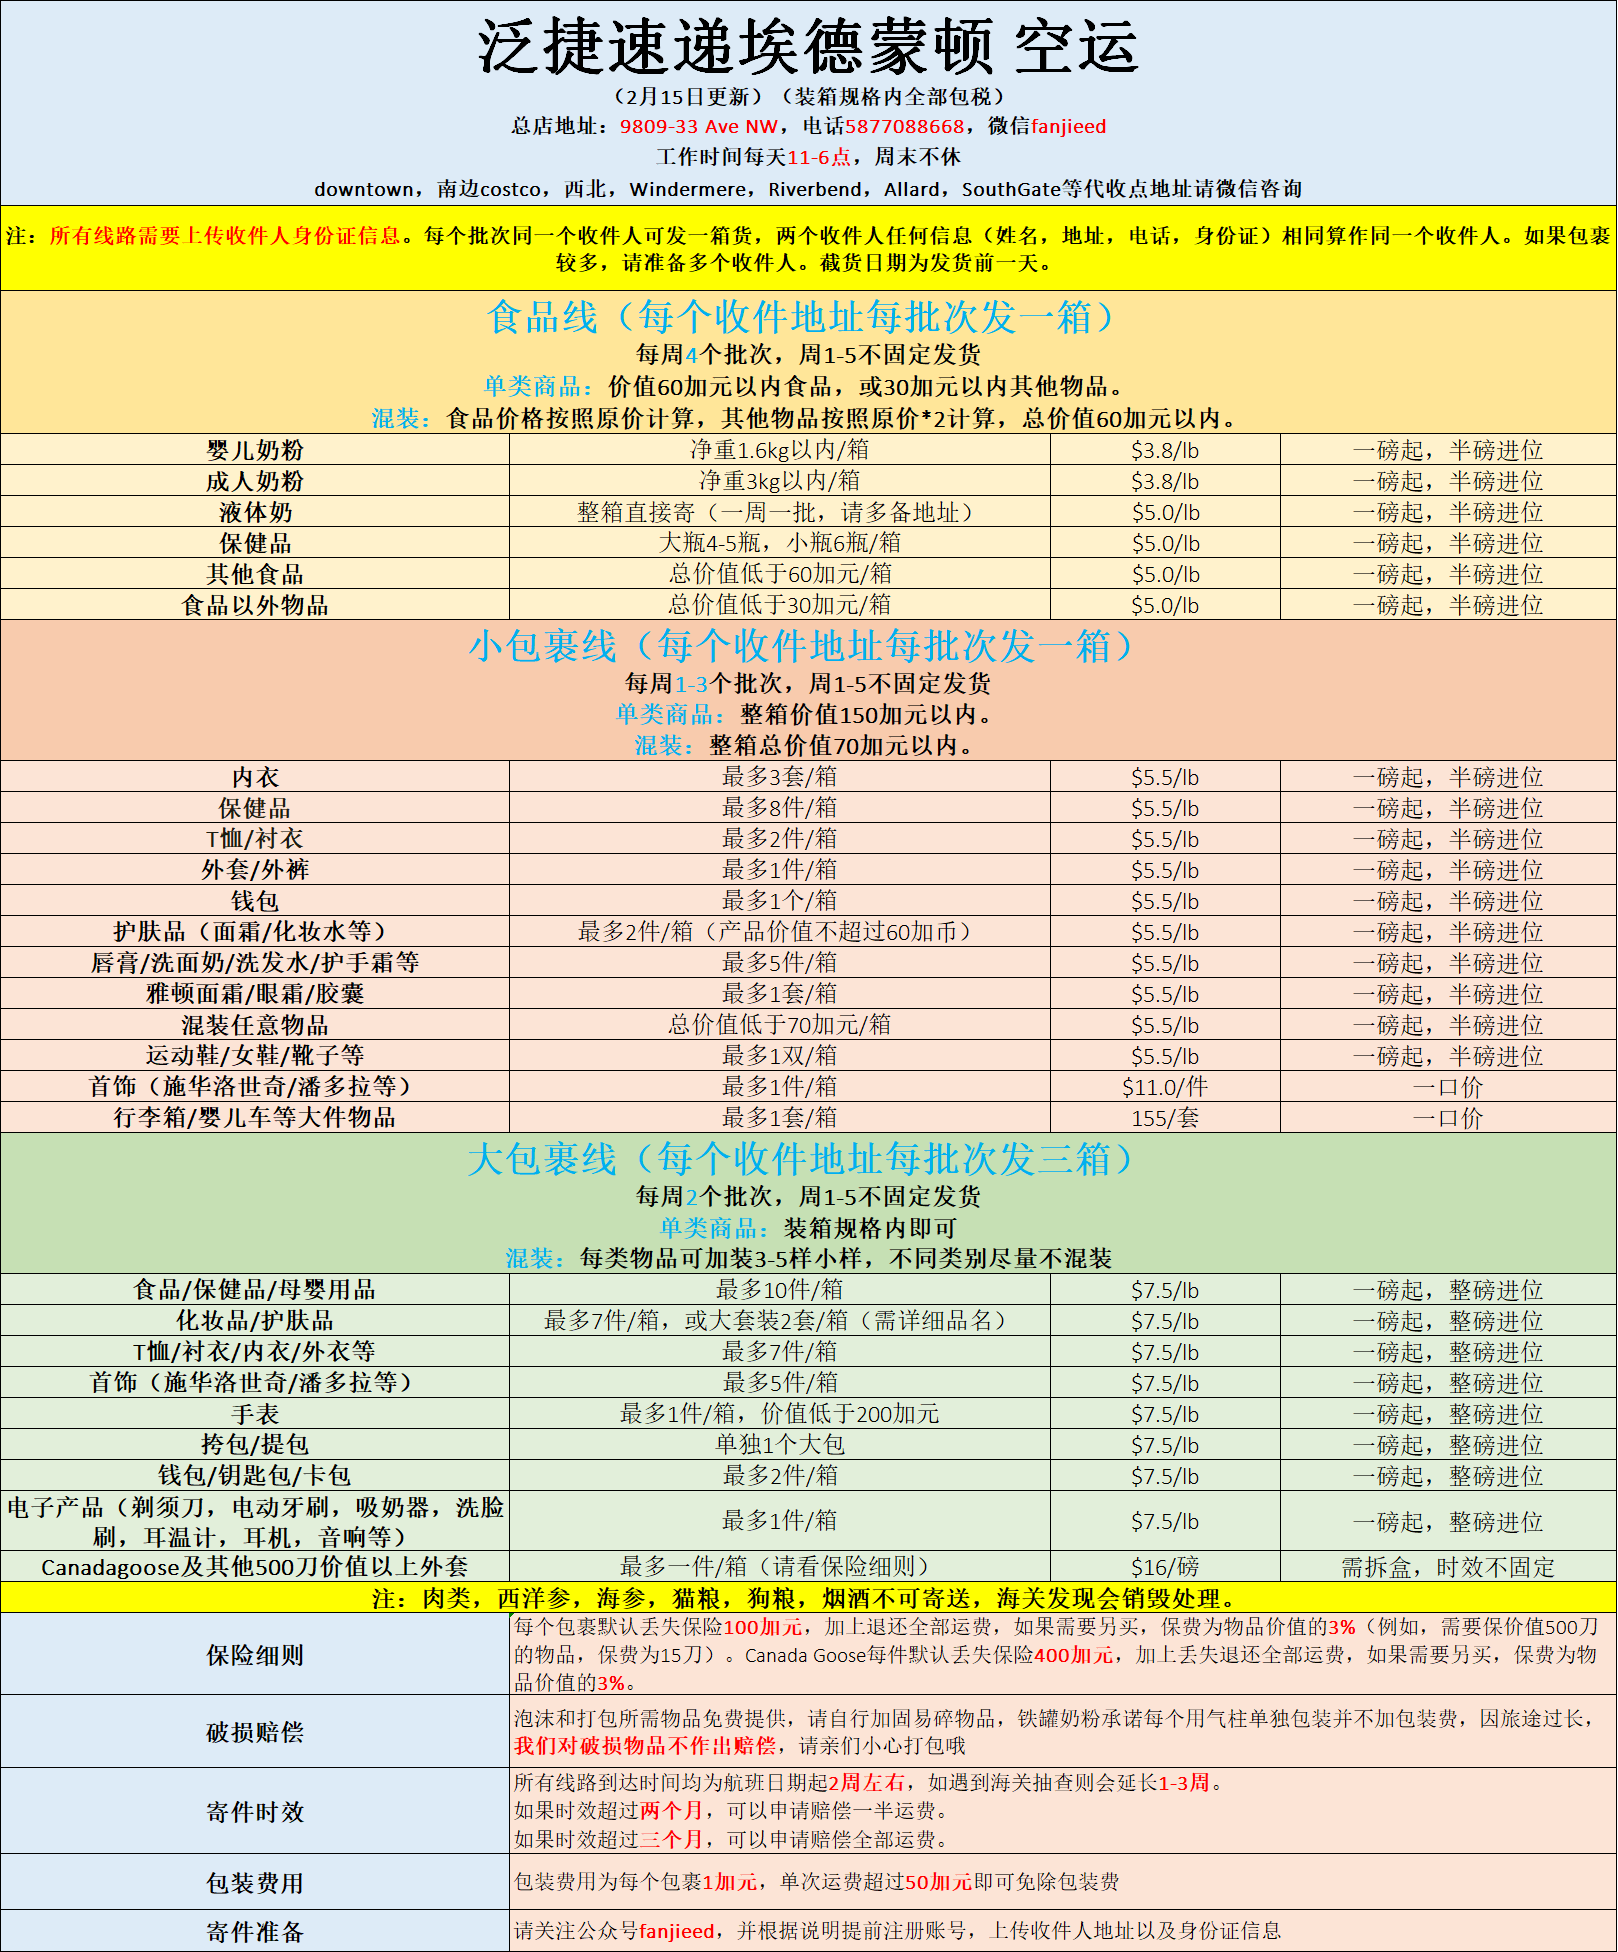 泛捷速递埃德蒙顿 空运
（2月15日更新）（装箱规格内全部包税）
总店地址：9809-33 Ave NW，电话5877088668，微信fanjieed
工作时间每天11-6点，周末不休
downtown，南边costco，西北，Windermere，Riverbend，Allard，SouthGate等代收点地址请微信咨询
注：所有线路需要上传收件人身份证信息。每个批次同一个收件人可发一箱货，两个收件人任何信息（姓名，地址，电话，身份证）相同算作同一个收件人。如果包裹
较多，请准备多个收件人。截货日期为发货前一天。
食品线（每个收件地址每批次发一箱）
每周4个批次，周1-5不固定发货
单类商品：价值60加元以内食品，或30加元以内其他物品。
混装：食品价格按照原价计算，其他物品按照原价*2计算，总价值60加元以内。
婴儿奶粉 净重1.6kg以内/箱 $3.8/lb 一磅起，半磅进位
成人奶粉 净重3kg以内/箱 $3.8/lb 一磅起，半磅进位
液体奶 整箱直接寄（一周一批，请多备地址） $5.0/lb 一磅起，半磅进位
保健品 大瓶4-5瓶，小瓶6瓶/箱 $5.0/lb 一磅起，半磅进位
其他食品 总价值低于60加元/箱 $5.0/lb 一磅起，半磅进位
食品以外物品 总价值低于30加元/箱 $5.0/lb 一磅起，半磅进位
小包裹线（每个收件地址每批次发一箱）
每周1-3个批次，周1-5不固定发货
单类商品：整箱价值150加元以内。
混装：整箱总价值70加元以内。
内衣 最多3套/箱 $5.5/lb 一磅起，半磅进位
保健品 最多8件/箱 $5.5/lb 一磅起，半磅进位
T恤/衬衣 最多2件/箱 $5.5/lb 一磅起，半磅进位
外套/外裤 最多1件/箱 $5.5/lb 一磅起，半磅进位
钱包 最多1个/箱 $5.5/lb 一磅起，半磅进位
护肤品（面霜/化妆水等） 最多2件/箱（产品价值不超过60加币） $5.5/lb 一磅起，半磅进位
唇膏/洗面奶/洗发水/护手霜等 最多5件/箱 $5.5/lb 一磅起，半磅进位
雅顿面霜/眼霜/胶囊 最多1套/箱 $5.5/lb 一磅起，半磅进位
混装任意物品 总价值低于70加元/箱 $5.5/lb 一磅起，半磅进位
运动鞋/女鞋/靴子等 最多1双/箱 $5.5/lb 一磅起，半磅进位
首饰（施华洛世奇/潘多拉等） 最多1件/箱 $11.0/件 一口价
行李箱/婴儿车等大件物品 最多1套/箱 155/套 一口价
大包裹线（每个收件地址每批次发三箱）
每周2个批次，周1-5不固定发货
单类商品：装箱规格内即可
混装：每类物品可加装3-5样小样，不同类别尽量不混装
食品/保健品/母婴用品 最多10件/箱 $7.5/lb 一磅起，整磅进位
化妆品/护肤品 最多7件/箱，或大套装2套/箱（需详细品名） $7.5/lb 一磅起，整磅进位
T恤/衬衣/内衣/外衣等 最多7件/箱 $7.5/lb 一磅起，整磅进位
首饰（施华洛世奇/潘多拉等） 最多5件/箱 $7.5/lb 一磅起，整磅进位
手表 最多1件/箱，价值低于200加元 $7.5/lb 一磅起，整磅进位
挎包/提包 单独1个大包 $7.5/lb 一磅起，整磅进位
钱包/钥匙包/卡包 最多2件/箱 $7.5/lb 一磅起，整磅进位
电子产品（剃须刀，电动牙刷，吸奶器，洗脸
刷，耳温计，耳机，音响等） 最多1件/箱 $7.5/lb 一磅起，整磅进位
Canadagoose及其他500刀价值以上外套 最多一件/箱（请看保险细则） $16/磅 需拆盒，时效不固定
注：肉类，西洋参，海参，猫粮，狗粮，烟酒不可寄送，海关发现会销毁处理。
保险细则
每个包裹默认丢失保险100加元，加上退还全部运费，如果需要另买，保费为物品价值的3%（例如，需要保价值500刀
的物品，保费为15刀）。Canada Goose每件默认丢失保险400加元，加上丢失退还全部运费，如果需要另买，保费为物
品价值的3%。
破损赔偿
泡沫和打包所需物品免费提供，请自行加固易碎物品，铁罐奶粉承诺每个用气柱单独包装并不加包装费，因旅途过长，
我们对破损物品不作出赔偿，请亲们小心打包哦
寄件时效
所有线路到达时间均为航班日期起2周左右，如遇到海关抽查则会延长1-3周。
如果时效超过两个月，可以申请赔偿一半运费。
如果时效超过三个月，可以申请赔偿全部运费。
包装费用
包装费用为每个包裹1加元，单次运费超过50加元即可免除包装费
寄件准备
请关注公众号fanjieed，并根据说明提前注册账号，上传收件人地址以及身份证信息